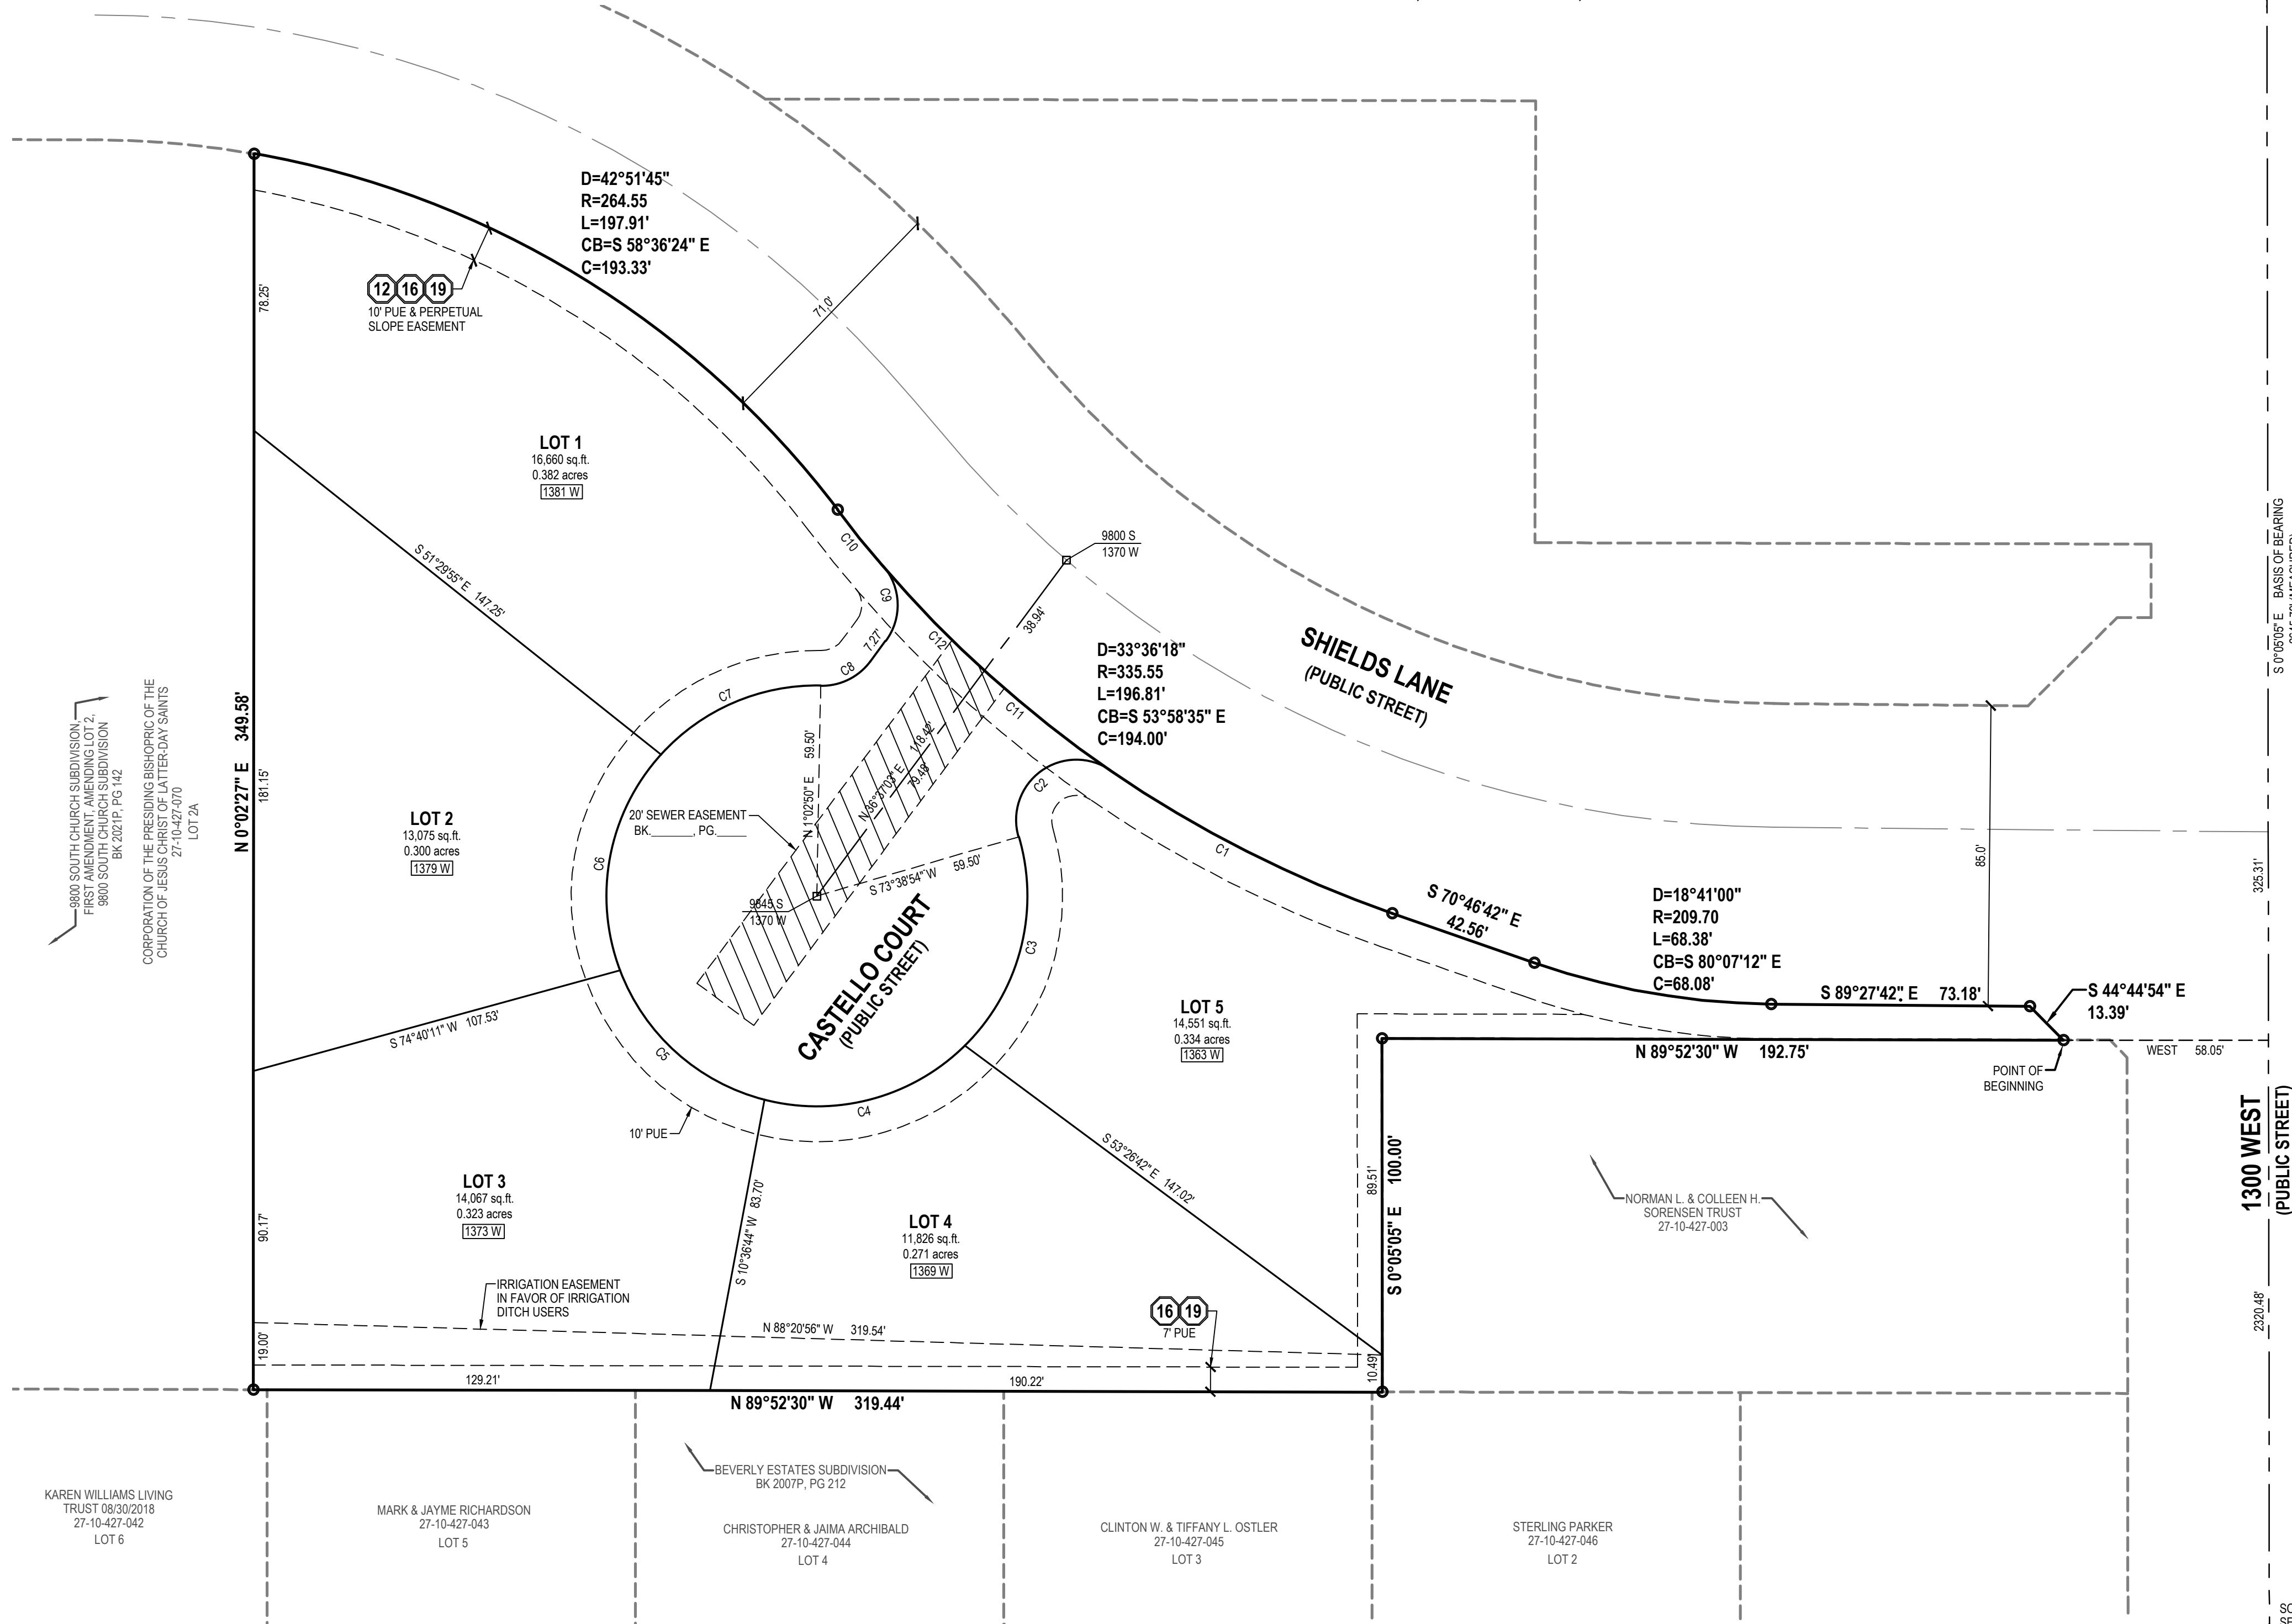 D=42°51'45"
R=264.55
L=197.91'
CB=S 58°36'24" E
C=193.33'
71.0'
12 16 19
10' PUE & PERPETUAL
SLOPE EASEMENT
78.25'
LOT 1
16,660 sq.ft.
0.382 acres
1381 W
S 51°29'55" E 147.25'
C10
C9
7.27'
C8
C7
C12
C11
9800 S
1370 W
38.94'
D=33°36'18"
R=335.55
L=196.81'
CB=S 53°58'35" E
C=194.00'
SHIELDS LANE
(PUBLIC STREET)
S 0°05'05" E BASIS OF BEARING
9800 SOUTH CHURCH SUBDIVISION,
FIRST AMENDMENT, AMENDING LOT 2,
9800 SOUTH CHURCH SUBDIVISION
BK 2021P, PG 142
CORPORATION OF THE PRESIDING BISHOPRIC OF THE
CHURCH OF JESUS CHRIST OF LATTER-DAY SAINTS
27-10-427-070
LOT 2A
N 0°02'27" E 349.58'
181.15'
LOT 2
13,075 sq.ft.
0.300 acres
1379 W
C6
20' SEWER EASEMENT
BK.______, PG._____
N 1°02'50" E 59.50'
N 36°37'03" E 118.42'
79.48'
C2
C1
S 73°38'54" W 59.50'
9845 S
1370 W
CASTELLO COURT
(PUBLIC STREET)
C3
S 70°46'42" E
42.56'
D=18°41'00"
R=209.70
L=68.38'
CB=S 80°07'12" E
C=68.08'
85.0'
325.31'
S 89°27'42" E 73.18'
S 44°44'54" E
13.39'
S 74°40'11" W 107.53'
C5
LOT 5
14,551 sq.ft.
0.334 acres
1363 W
N 89°52'30" W 192.75'
WEST 58.05'
POINT OF
BEGINNING
C4
10' PUE
S 53°26'42" E 147.02'
1300 WEST
(PUBLIC STREET)
89.51'
S 0°05'05" E 100.00'
LOT 3
14,067 sq.ft.
0.323 acres
1373 W
90.17'
S 10°36'44" W 83.70'
LOT 4
11,826 sq.ft.
0.271 acres
1369 W
NORMAN L. & COLLEEN H.
SORENSEN TRUST
27-10-427-003
IRRIGATION EASEMENT
IN FAVOR OF IRRIGATION
DITCH USERS
16 19
7' PUE
2320.48'
N 88°20'56" W 319.54'
19.00'
10.49'
129.21'
190.22'
N 89°52'30" W 319.44'
BEVERLY ESTATES SUBDIVISION
BK 2007P, PG 212
KAREN WILLIAMS LIVING
TRUST 08/30/2018
27-10-427-042
LOT 6
MARK & JAYME RICHARDSON
27-10-427-043
LOT 5
CHRISTOPHER & JAIMA ARCHIBALD
27-10-427-044
LOT 4
CLINTON W. & TIFFANY L. OSTLER
27-10-427-045
LOT 3
STERLING PARKER
27-10-427-046
LOT 2